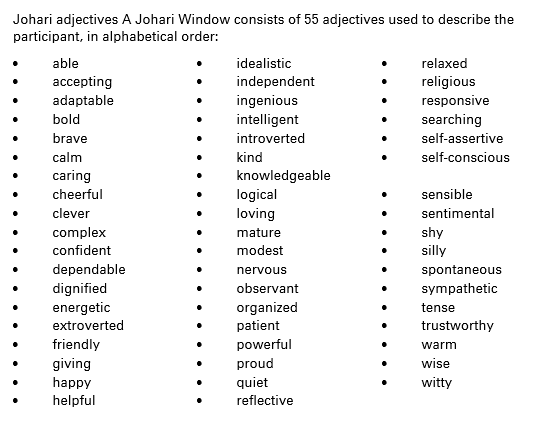 Johari adjectives A Johari Window consists of 55 adjectives used to describe the
participant, in alphabetical order:
• able
• accepting
• adaptable
• bold
• brave
• calm
• caring
• cheerful
• clever
• complex
• confident
• dependable
• dignified
• energetic
• extroverted
• friendly
• giving
• happy
• helpful
• idealistic
• independent
• ingenious
• intelligent
• introverted
• kind
• knowledgeable
• logical
• loving
• mature
• modest
• nervous
• observant
• organized
• patient
• powerful
• proud
• quiet
• reflective
• relaxed
• religious
• responsive
• searching
• self-assertive
• self-conscious
• sensible
• sentimental
• shy
• silly
• spontaneous
• sympathetic
• tense
• trustworthy
• warm
• wise
• witty